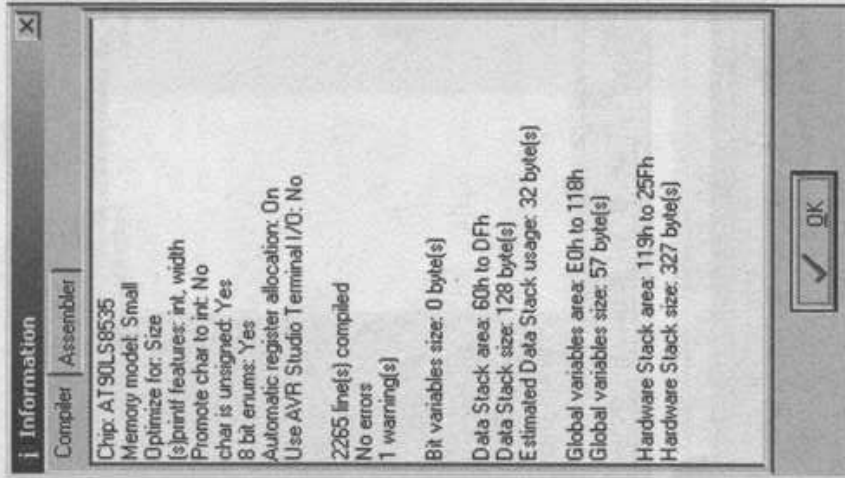 i Information
Compiler Assembler
Chip: AT90LS8535
Memory model: Small
Optimize for: Size
(s)printf features: int, width
Promote char to int: No
char is unsigned: Yes
8 bit enums: Yes
Automatic register allocation: On
Use AVR Studio Terminal I/O: No
2265 line(s) compiled
No errors
1 warning(s)
Bit variables size: 0 byte(s)
Data Stack area: 60h to DFh
Data Stack size: 128 byte(s)
Estimated Data Stack usage: 32 byte(s)
Global variables area: E0h to 118h
Global variables size: 57 byte(s)
Hardware Stack area: 119h to 25Fh
Hardware Stack size: 327 byte(s)
OK